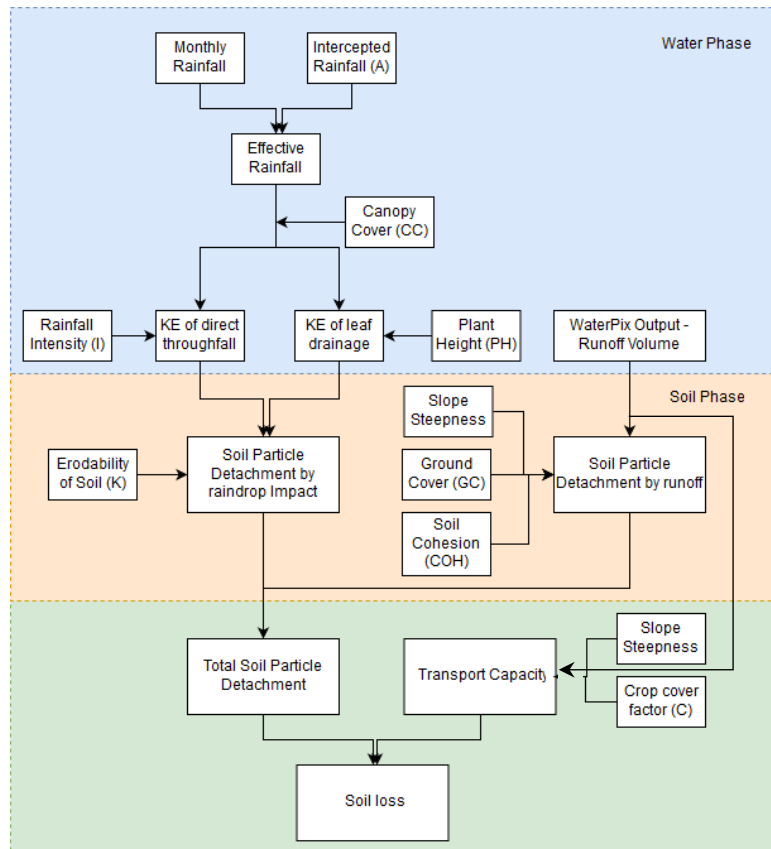 Water Phase
Monthly
Rainfall
Intercepted
Rainfall (A)
Effective
Rainfall
Canopy
Cover (CC)
Rainfall
Intensity (I)
KE of direct
throughfall
KE of leaf
drainage
Plant
Height (PH)
WaterPix Output -
Runoff Volume
Soil Phase
Slope
Steepness
Erodability
of Soil (K)
Soil Particle
Detachment by
raindrop Impact
Ground
Cover (GC)
Soil Particle
Detachment by runoff
Soil
Cohesion
(COH)
Total Soil Particle
Detachment
Transport Capacity
Slope
Steepness
Crop cover
factor (C)
Soil loss